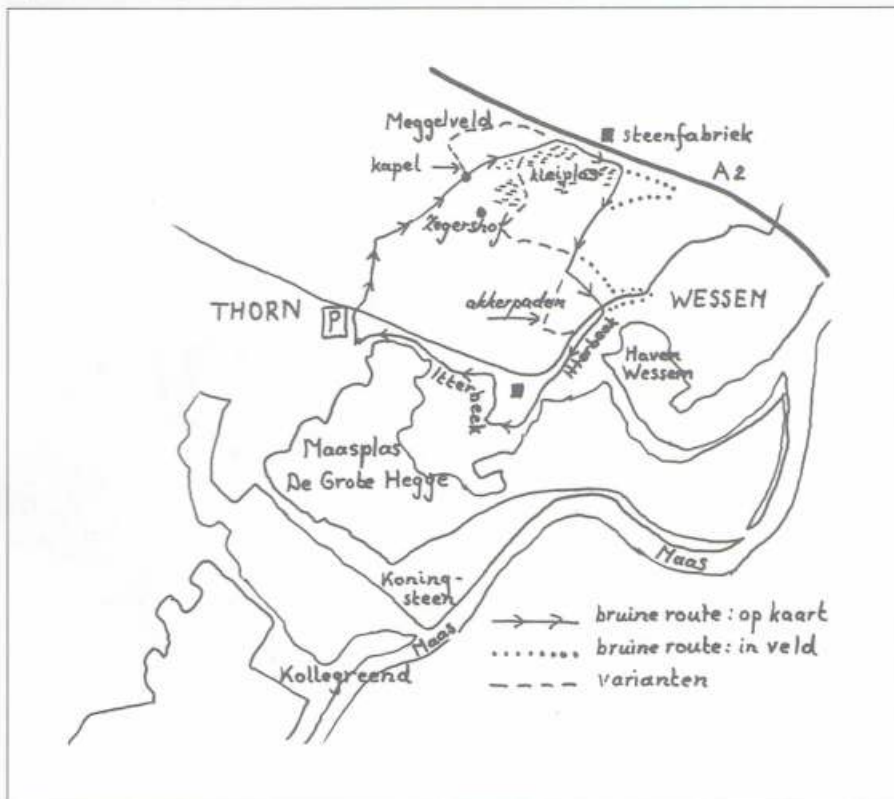 Meggelveld
steenfabriek
kapel
kleiplas
A2
Zegershof
THORN
P
akkerpaden
WESSEM
Itterbeek
Haven
Wessem
Itterbeek
Maasplas
De Grote Hegge
Maas
Koning-
steen
Maas
Kollegreend
bruine route: op kaart
bruine route: in veld
varianten